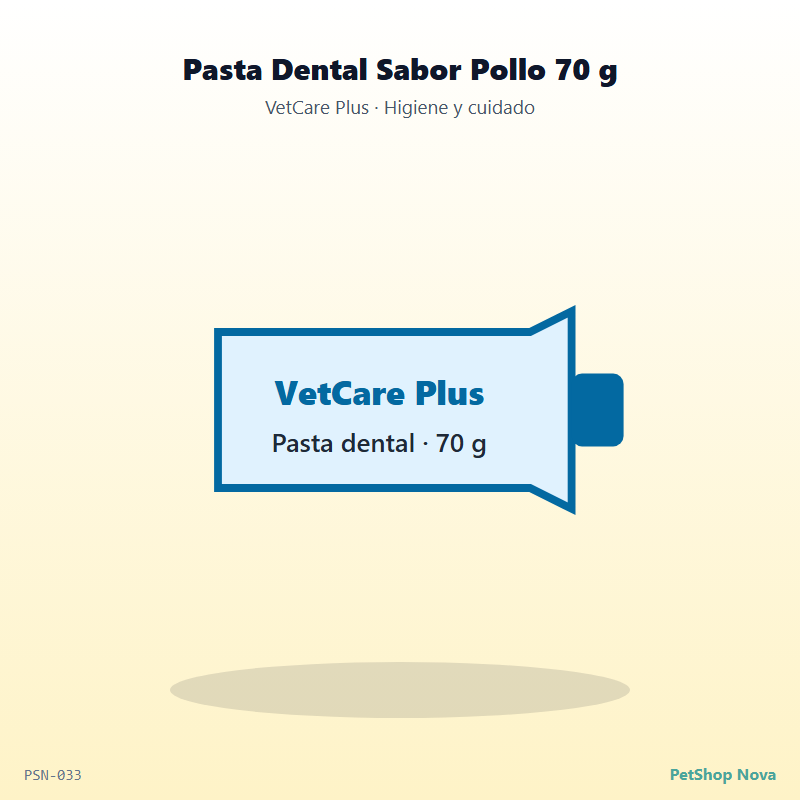 Pasta Dental Sabor Pollo 70 g
VetCare Plus · Higiene y cuidado
VetCare Plus
Pasta dental · 70 g
PSN-033
PetShop Nova